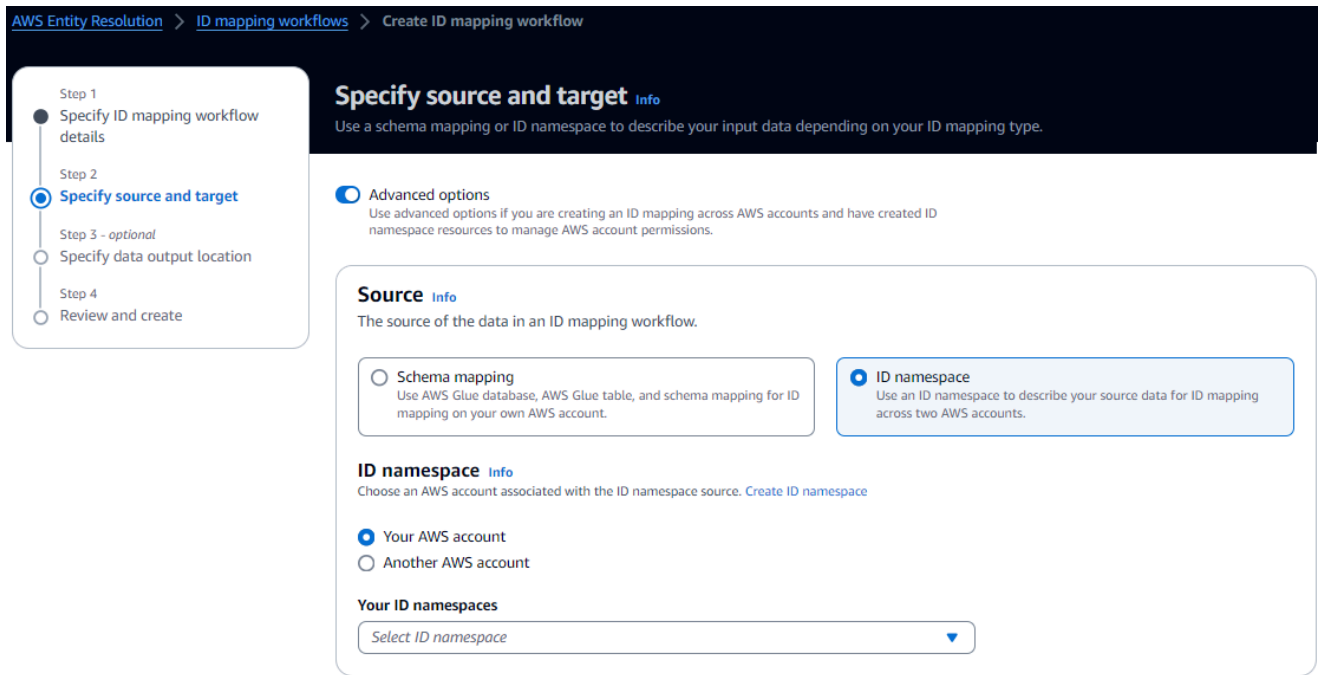 AWS Entity Resolution > ID mapping workflows > Create ID mapping workflow
Step 1
Specify ID mapping workflow
details
Step 2
Specify source and target
Step 3 - optional
Specify data output location
Step 4
Review and create
Specify source and target Info
Use a schema mapping or ID namespace to describe your input data depending on your ID mapping type.
Advanced options
Use advanced options if you are creating an ID mapping across AWS accounts and have created ID
namespace resources to manage AWS account permissions.
Source Info
The source of the data in an ID mapping workflow.
Schema mapping
Use AWS Glue database, AWS Glue table, and schema mapping for ID
mapping on your own AWS account.
ID namespace
Use an ID namespace to describe your source data for ID mapping
across two AWS accounts.
ID namespace Info
Choose an AWS account associated with the ID namespace source. Create ID namespace
Your AWS account
Another AWS account
Your ID namespaces
Select ID namespace